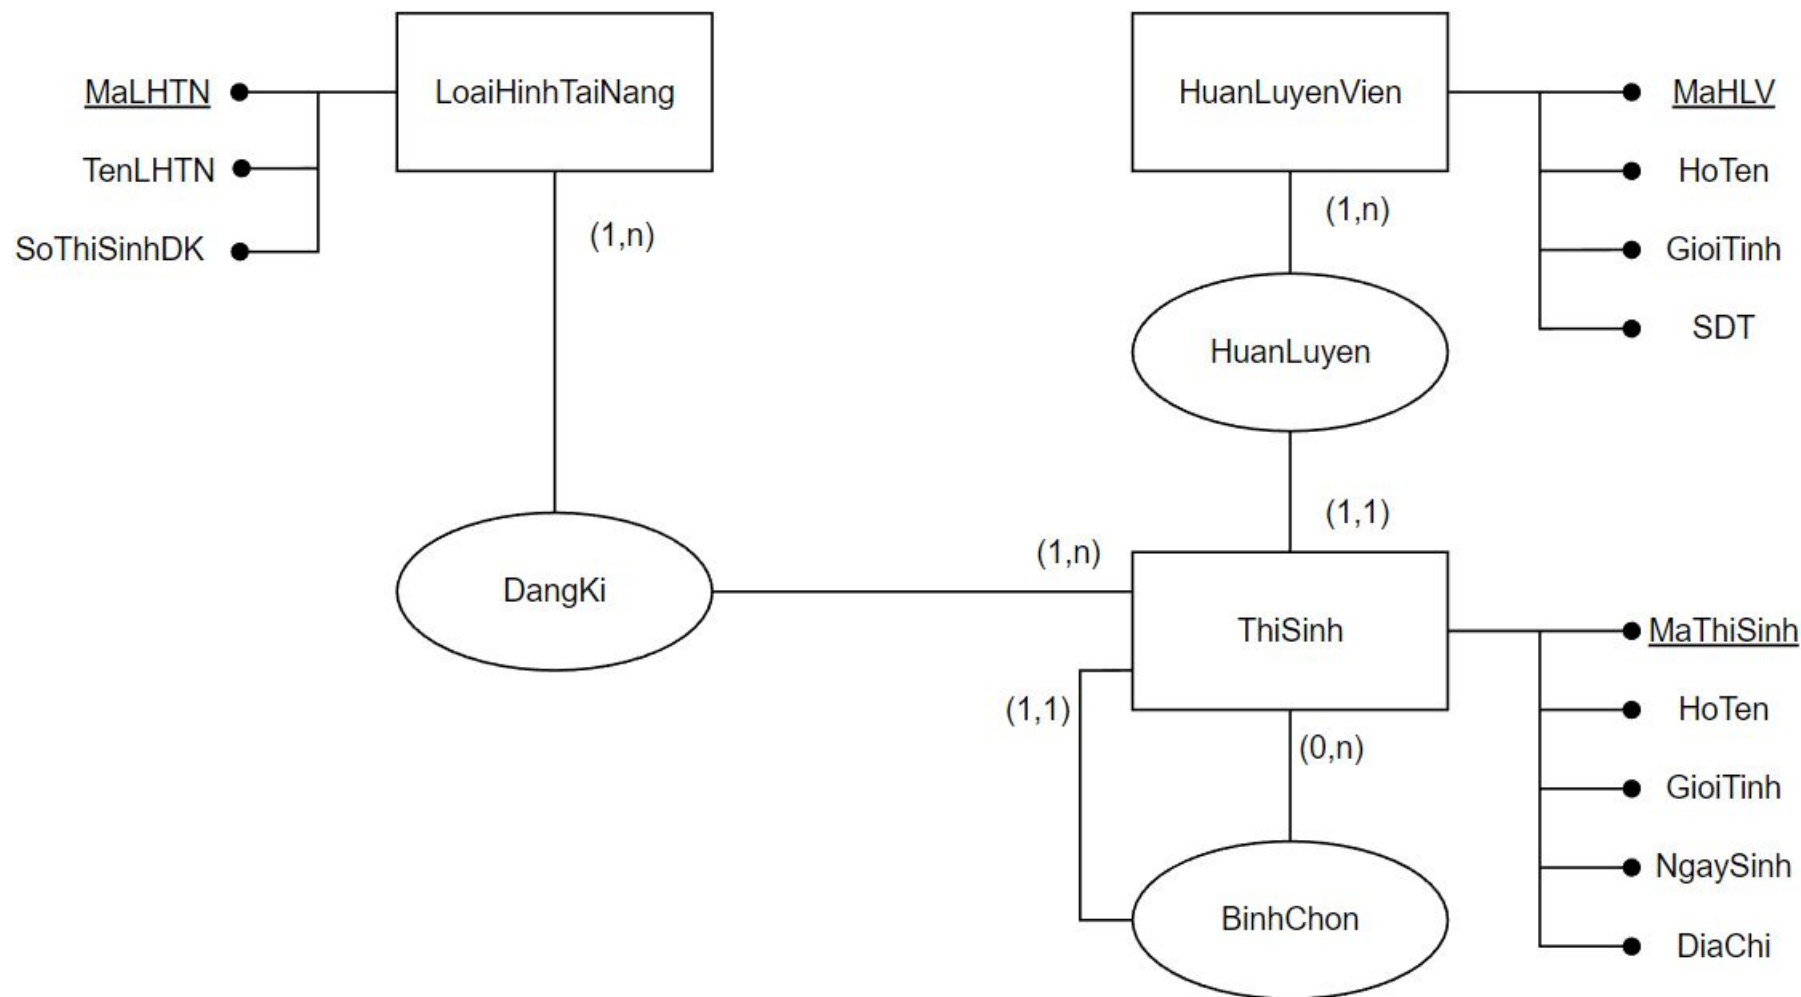 LoaiHinhTaiNang
MaLHTN
TenLHTN
SoThiSinhDK
(1,n)
HuanLuyenVien
MaHLV
HoTen
GioiTinh
SDT
(1,n)
HuanLuyen
(1,1)
DangKi
(1,n)
ThiSinh
MaThiSinh
HoTen
GioiTinh
NgaySinh
DiaChi
(1,1)
(0,n)
BinhChon